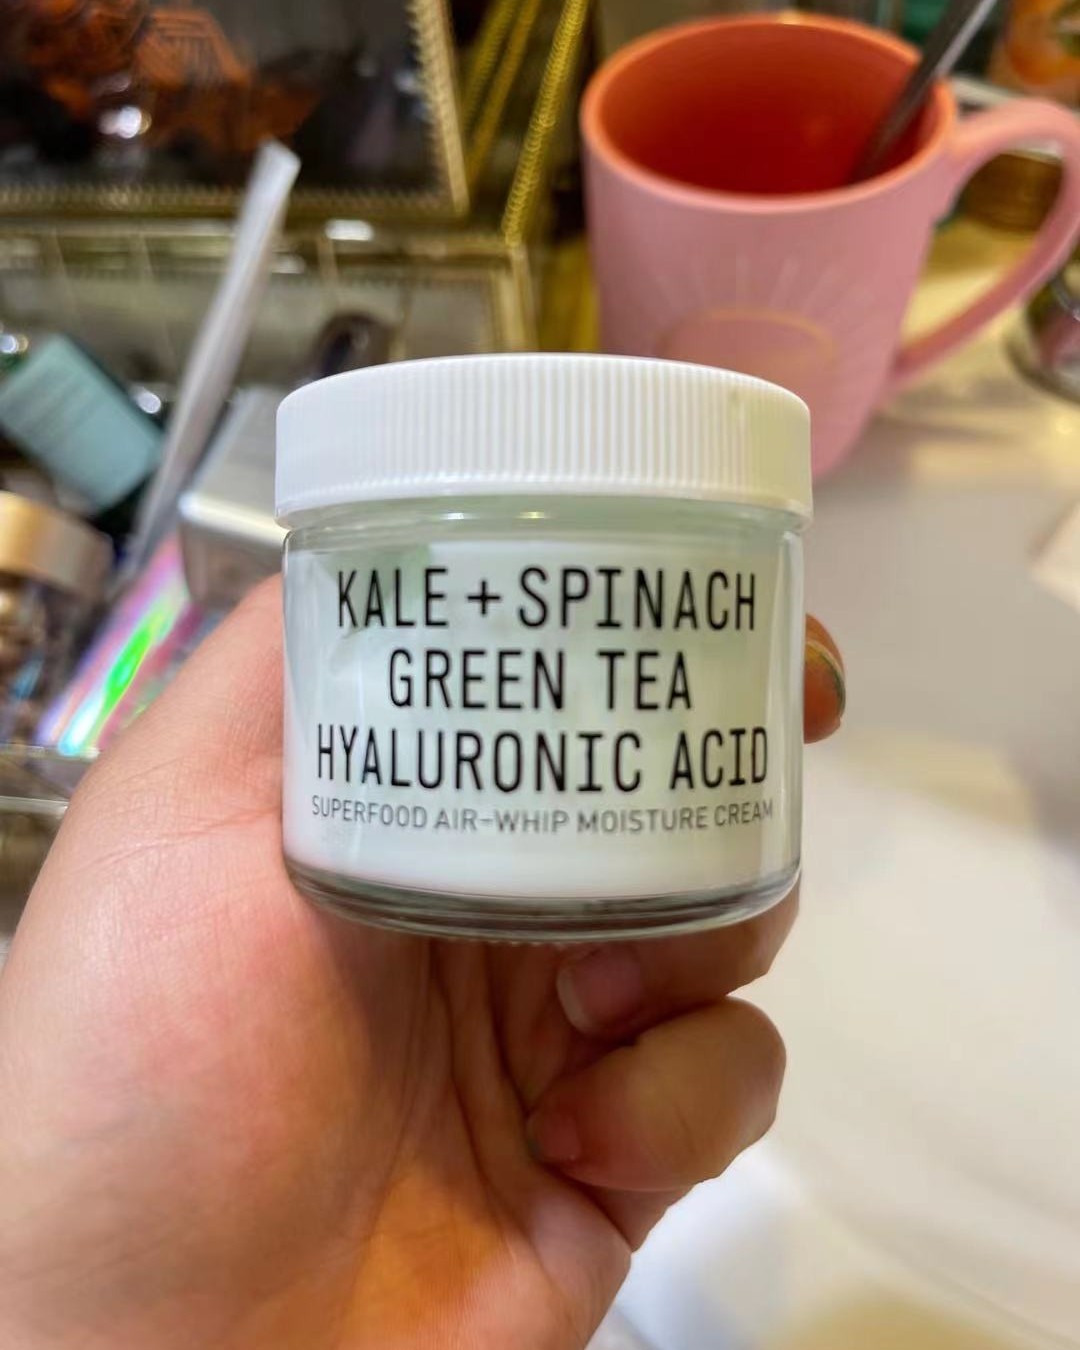 KALE + SPINACH
GREEN TEA
HYALURONIC ACID
SUPERFOOD AIR-WHIP MOISTURE CREAM